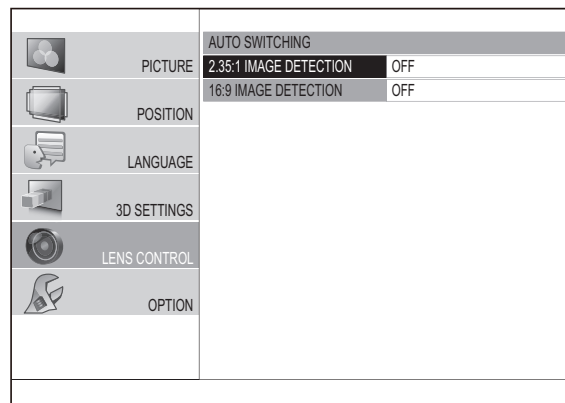 PICTURE
POSITION
LANGUAGE
3D SETTINGS
LENS CONTROL
OPTION
AUTO SWITCHING
2.35:1 IMAGE DETECTION OFF
16:9 IMAGE DETECTION OFF